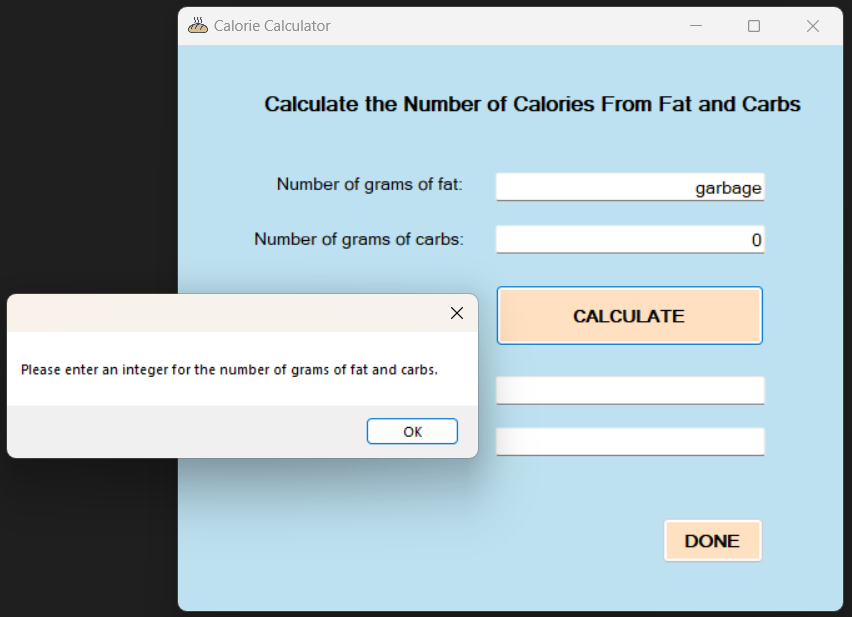 Calorie Calculator
Calculate the Number of Calories From Fat and Carbs
Number of grams of fat:
garbage
Number of grams of carbs:
0
CALCULATE
Please enter an integer for the number of grams of fat and carbs.
OK
DONE